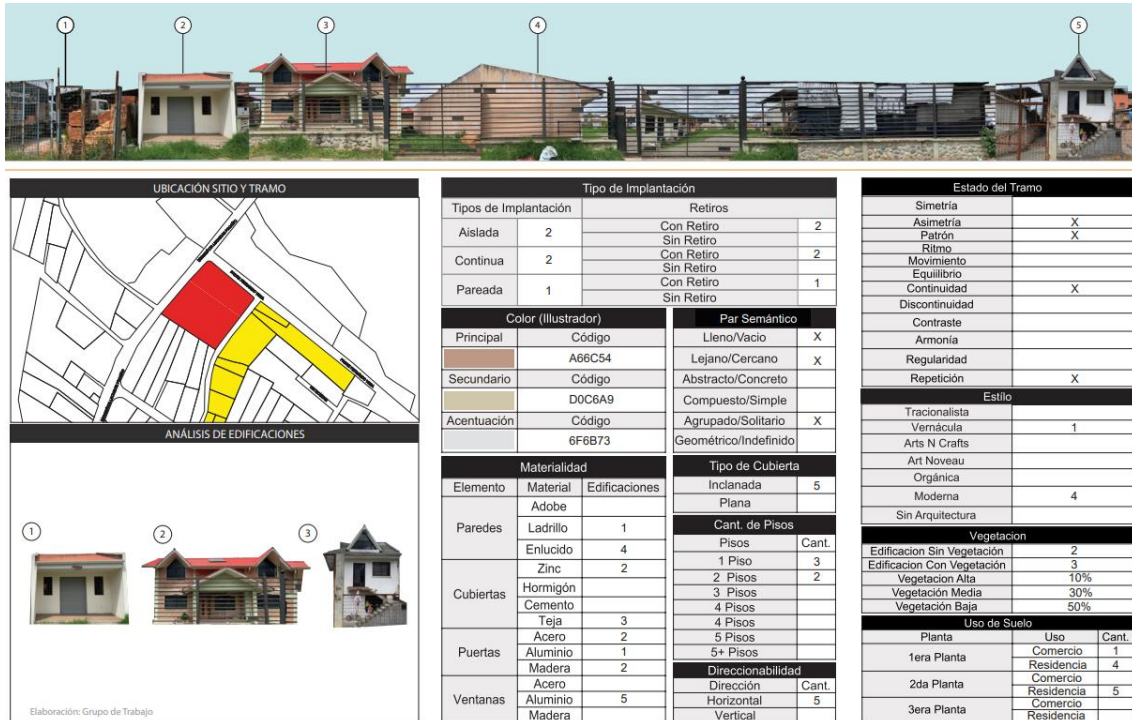 1
2
3
4
5
UBICACIÓN SITIO Y TRAMO
ANÁLISIS DE EDIFICACIONES
1
2
3
Elaboración: Grupo de Trabajo
Tipo de Implantación
Tipos de Implantación Retiros
Aislada 2 Con Retiro 2
Sin Retiro
Continua 2 Con Retiro 2
Sin Retiro
Pareada 1 Con Retiro 1
Sin Retiro
Color (Illustrador)
Principal Código
A66C54
Secundario Código
D0C6A9
Acentuación Código
6F6B73
Par Semántico
Lleno/Vacio X
Lejano/Cercano X
Abstracto/Concreto
Compuesto/Simple
Agrupado/Solitario X
Geométrico/Indefinido
Materialidad
Elemento Material Edificaciones
Paredes
Adobe
Ladrillo 1
Enlucido 4
Cubiertas
Zinc 2
Hormigón
Cemento
Teja 3
Puertas
Acero 2
Aluminio 1
Madera 2
Ventanas
Acero
Aluminio 5
Madera
Tipo de Cubierta
Inclanada 5
Plana
Cant. de Pisos
Pisos Cant.
1 Piso 3
2 Pisos 2
3 Pisos
4 Pisos
4 Pisos
5 Pisos
5+ Pisos
Direccionabilidad
Dirección Cant.
Horizontal 5
Vertical
Estado del Tramo
Simetría
Asimetría X
Patrón X
Ritmo
Movimiento
Equiilibrio
Continuidad X
Discontinuidad
Contraste
Armonía
Regularidad
Repetición X
Estílo
Tracionalista
Vernácula 1
Arts N Crafts
Art Noveau
Orgánica
Moderna 4
Sin Arquitectura
Vegetacion
Edificacion Sin Vegetación 2
Edificacion Con Vegetación 3
Vegetacion Alta 10%
Vegetación Media 30%
Vegetación Baja 50%
Uso de Suelo
Planta Uso Cant.
1era Planta
Comercio 1
Residencia 4
2da Planta
Comercio
Residencia 5
3era Planta
Comercio
Residencia